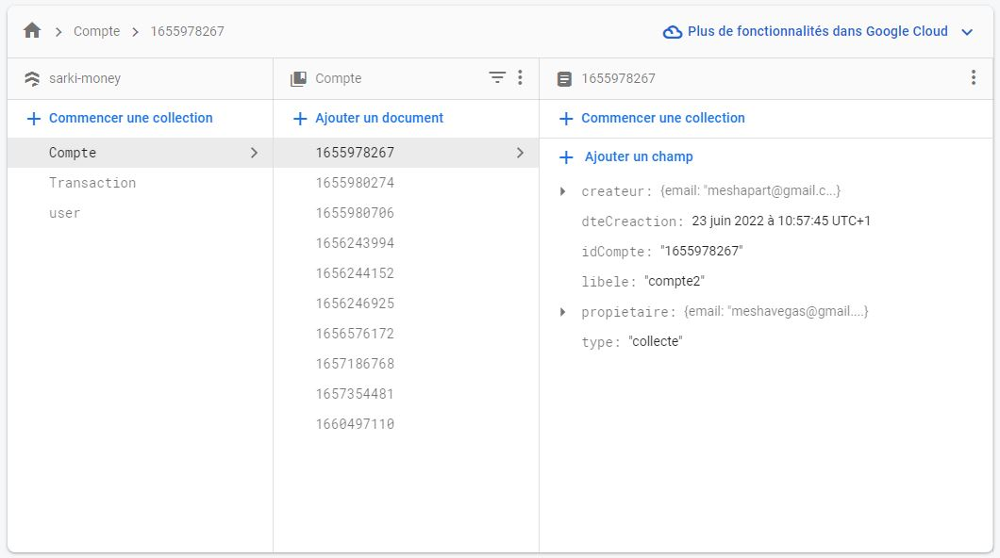 Compte 1655978267
Plus de fonctionnalités dans Google Cloud
sarki-money
Commencer une collection
Compte
Transaction
user
Compte
Ajouter un document
1655978267
1655980274
1655980706
1656243994
1656244152
1656246925
1656576172
1657186768
1657354481
1660497110
1655978267
Commencer une collection
Ajouter un champ
createur: {email: "meshapart@gmail.c...}
dteCreaction: 23 juin 2022 à 10:57:45 UTC+1
idCompte: "1655978267"
libele: "compte2"
propietaire: {email: "meshavegas@gmail....}
type: "collecte"